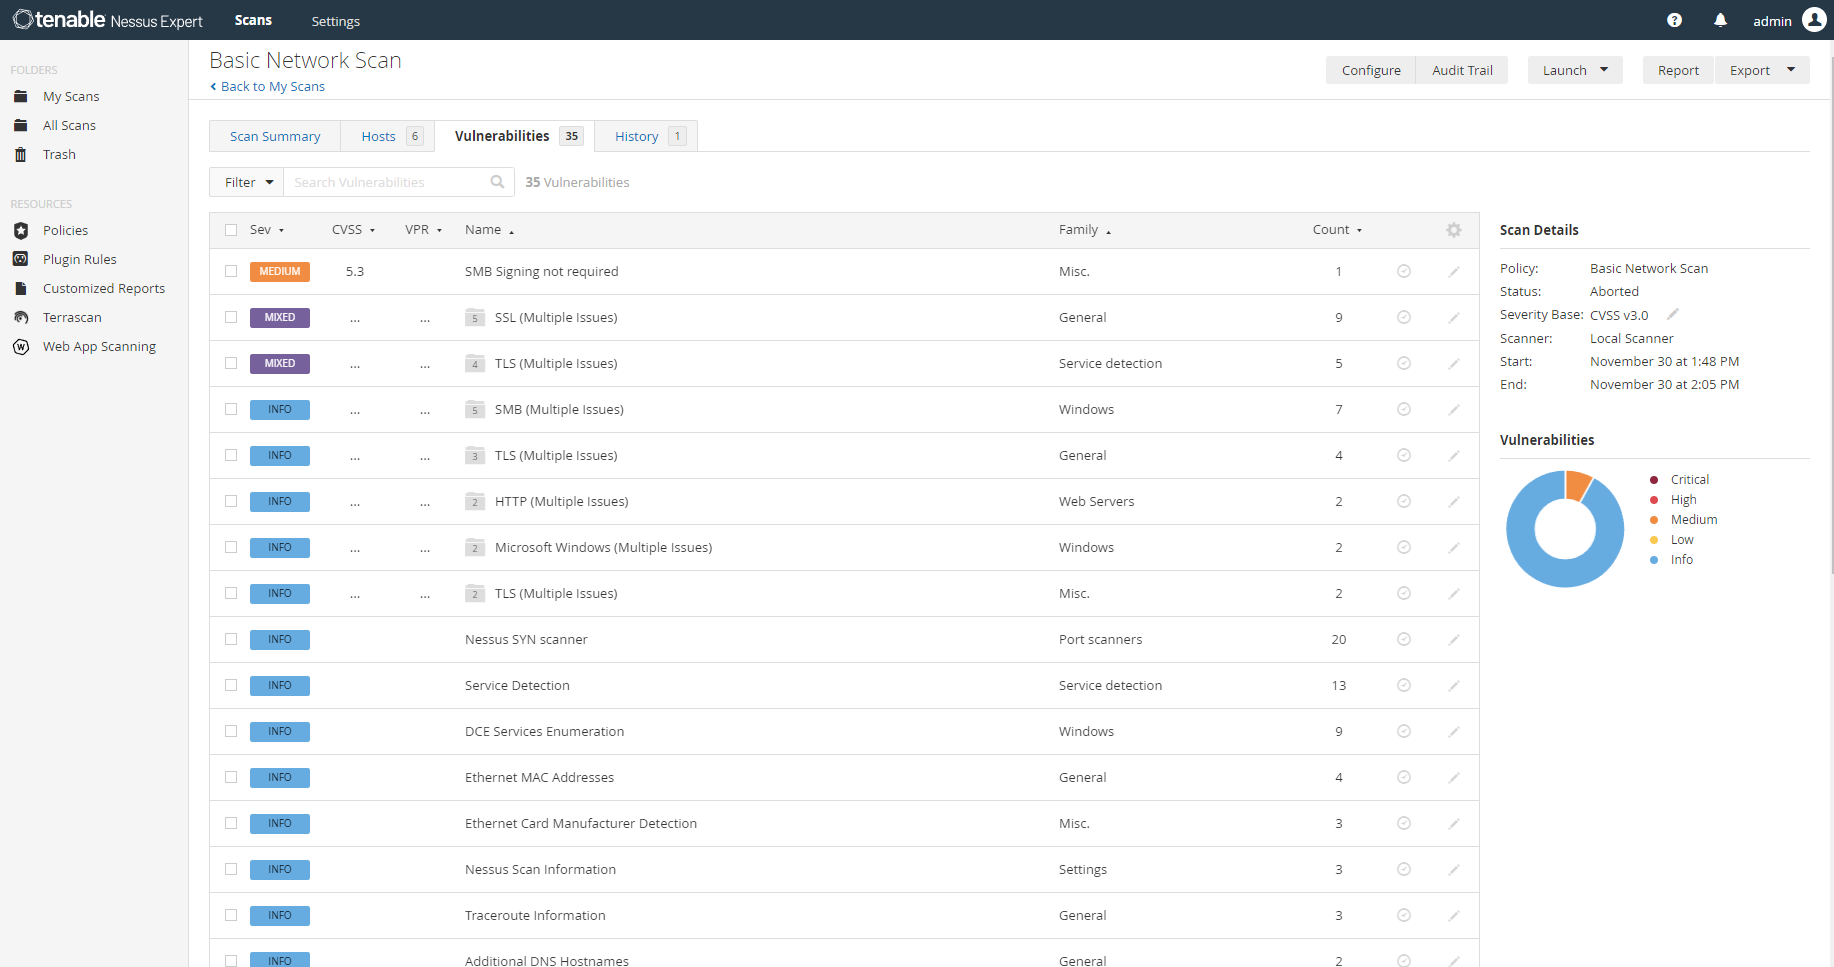 tenable Nessus Expert Scans Settings admin
FOLDERS
My Scans
All Scans
Trash
RESOURCES
Policies
Plugin Rules
Customized Reports
Terrascan
Web App Scanning
Basic Network Scan
Back to My Scans
Configure Audit Trail Launch Report Export
Scan Summary Hosts 6 Vulnerabilities 35 History 1
Filter Search Vulnerabilities 35 Vulnerabilities
Sev CVSS VPR Name Family Count
MEDIUM 5.3 SMB Signing not required Misc. 1
MIXED ... ... 5 SSL (Multiple Issues) General 9
MIXED ... ... 4 TLS (Multiple Issues) Service detection 5
INFO ... ... 5 SMB (Multiple Issues) Windows 7
INFO ... ... 3 TLS (Multiple Issues) General 4
INFO ... ... 2 HTTP (Multiple Issues) Web Servers 2
INFO ... ... 2 Microsoft Windows (Multiple Issues) Windows 2
INFO ... ... 2 TLS (Multiple Issues) Misc. 2
INFO Nessus SYN scanner Port scanners 20
INFO Service Detection Service detection 13
INFO DCE Services Enumeration Windows 9
INFO Ethernet MAC Addresses General 4
INFO Ethernet Card Manufacturer Detection Misc. 3
INFO Nessus Scan Information Settings 3
INFO Traceroute Information General 3
INFO Additional DNS Hostnames General 2
Scan Details
Policy: Basic Network Scan
Status: Aborted
Severity Base: CVSS v3.0
Scanner: Local Scanner
Start: November 30 at 1:48 PM
End: November 30 at 2:05 PM
Vulnerabilities
Critical
High
Medium
Low
Info